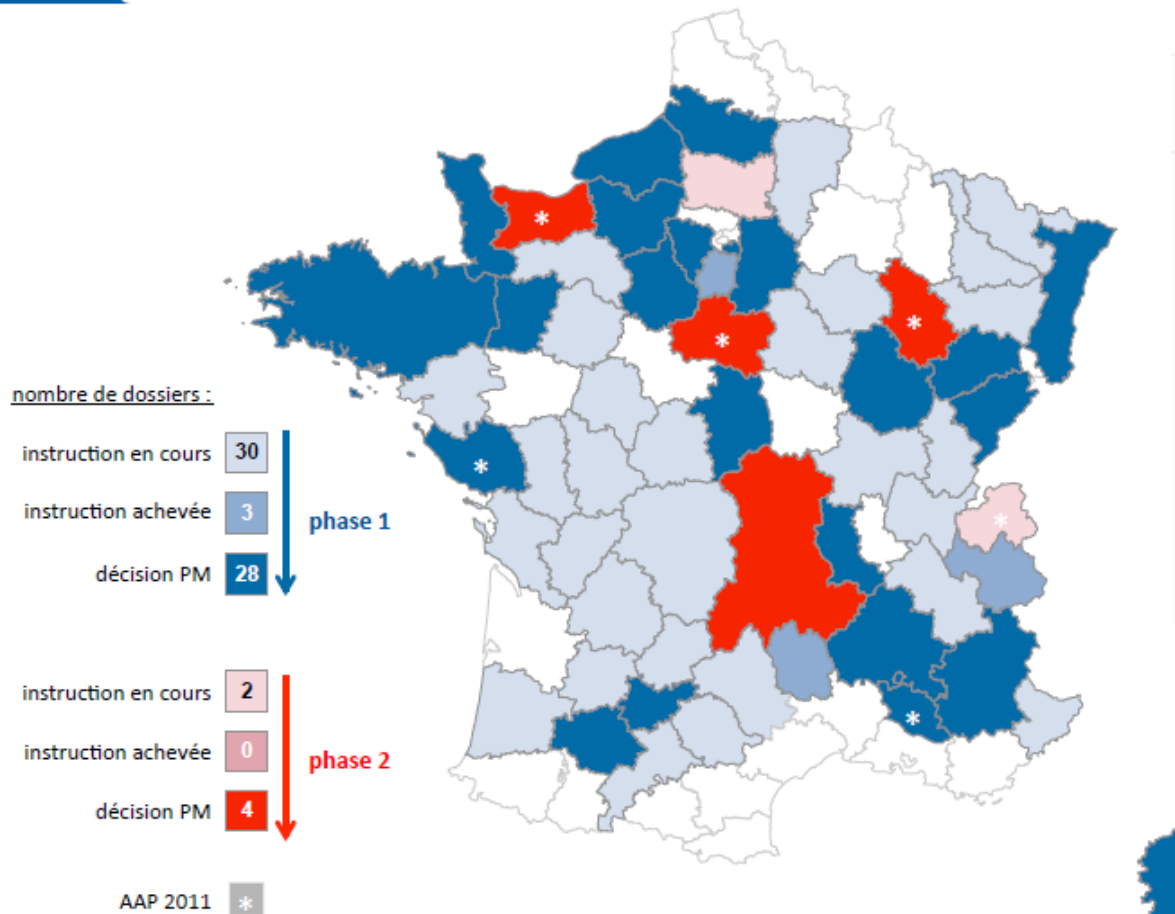 nombre de dossiers :
instruction en cours 30
instruction achevée 3
phase 1
décision PM 28
instruction en cours 2
instruction achevée 0
phase 2
décision PM 4
AAP 2011 *